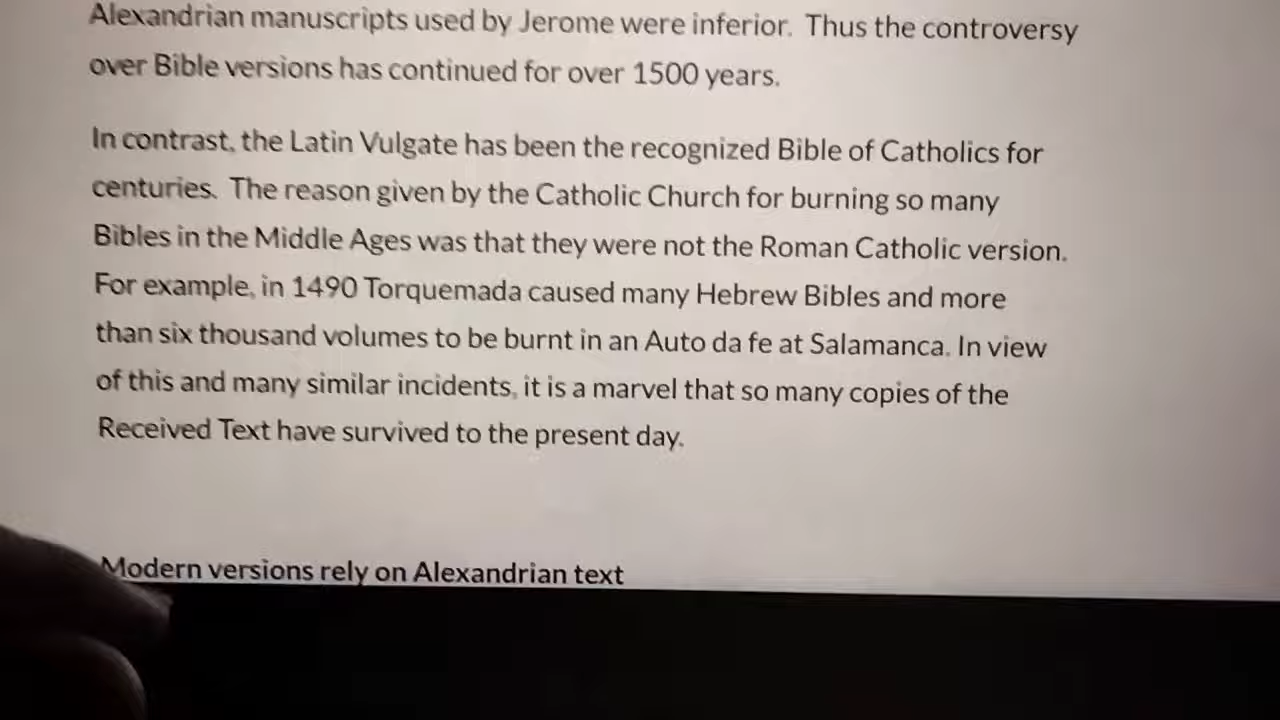 Alexandrian manuscripts used by Jerome were inferior. Thus the controversy
over Bible versions has continued for over 1500 years.
In contrast, the Latin Vulgate has been the recognized Bible of Catholics for
centuries. The reason given by the Catholic Church for burning so many
Bibles in the Middle Ages was that they were not the Roman Catholic version.
For example, in 1490 Torquemada caused many Hebrew Bibles and more
than six thousand volumes to be burnt in an Auto da fe at Salamanca. In view
of this and many similar incidents, it is a marvel that so many copies of the
Received Text have survived to the present day.
Modern versions rely on Alexandrian text